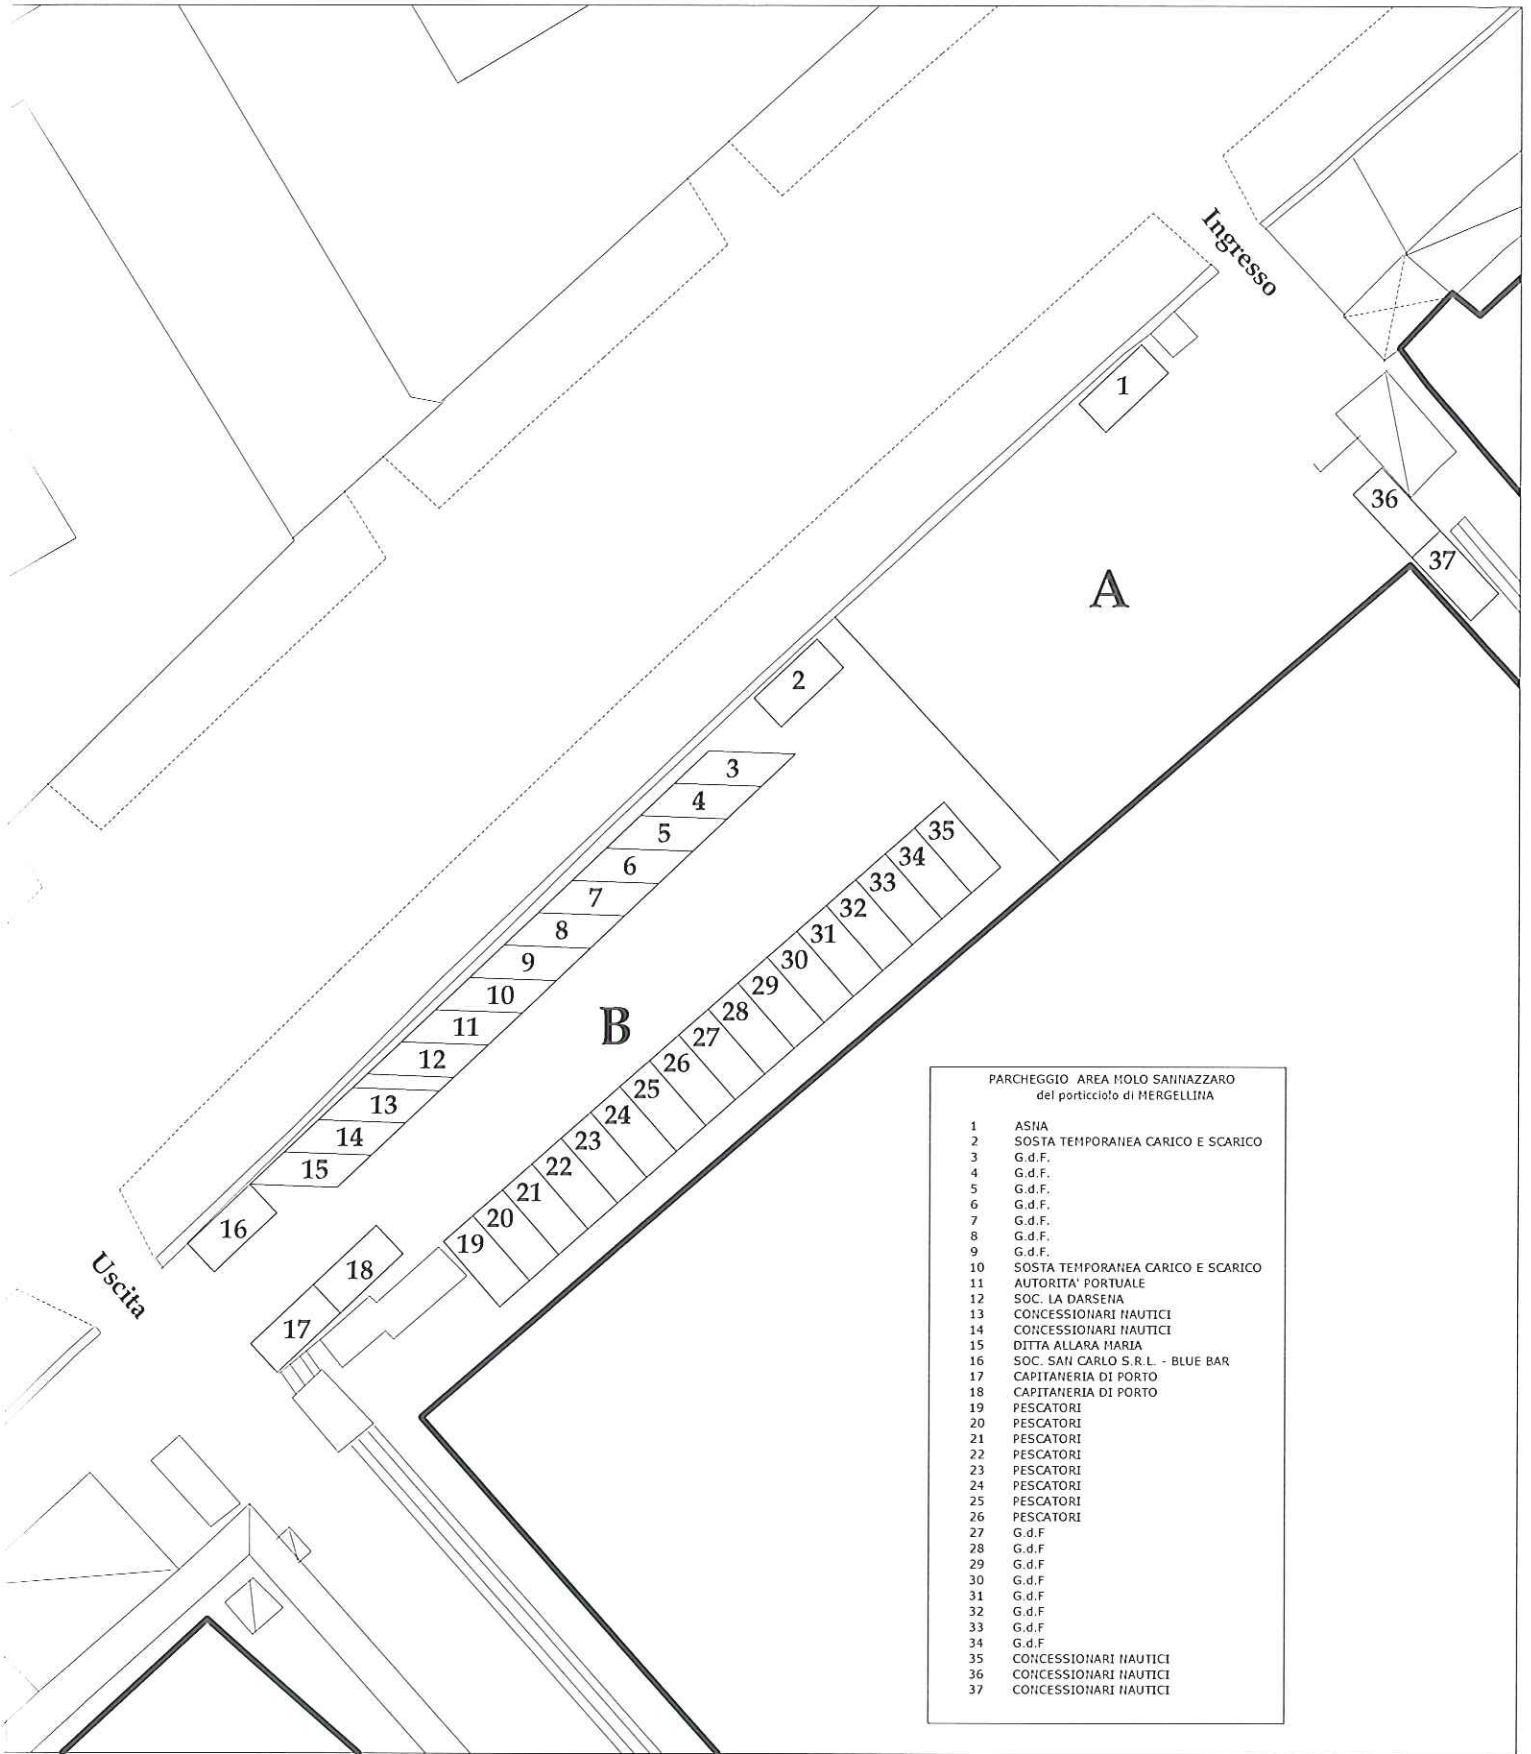 Ingresso
1
36
37
A
2
3
4
5
6
7
8
9
10
11
12
13
14
15
16
B
35
34
33
32
31
30
29
28
27
26
25
24
23
22
21
20
19
18
17
Uscita
PARCHEGGIO AREA MOLO SANNAZZARO
del porticciolo di MERGELLINA
1 ASNA
2 SOSTA TEMPORANEA CARICO E SCARICO
3 G.d.F.
4 G.d.F.
5 G.d.F.
6 G.d.F.
7 G.d.F.
8 G.d.F.
9 G.d.F.
10 SOSTA TEMPORANEA CARICO E SCARICO
11 AUTORITA' PORTUALE
12 SOC. LA DARSENA
13 CONCESSIONARI NAUTICI
14 CONCESSIONARI NAUTICI
15 DITTA ALLARA MARIA
16 SOC. SAN CARLO S.R.L. - BLUE BAR
17 CAPITANERIA DI PORTO
18 CAPITANERIA DI PORTO
19 PESCATORI
20 PESCATORI
21 PESCATORI
22 PESCATORI
23 PESCATORI
24 PESCATORI
25 PESCATORI
26 PESCATORI
27 G.d.F
28 G.d.F
29 G.d.F
30 G.d.F
31 G.d.F
32 G.d.F
33 G.d.F
34 G.d.F
35 CONCESSIONARI NAUTICI
36 CONCESSIONARI NAUTICI
37 CONCESSIONARI NAUTICI